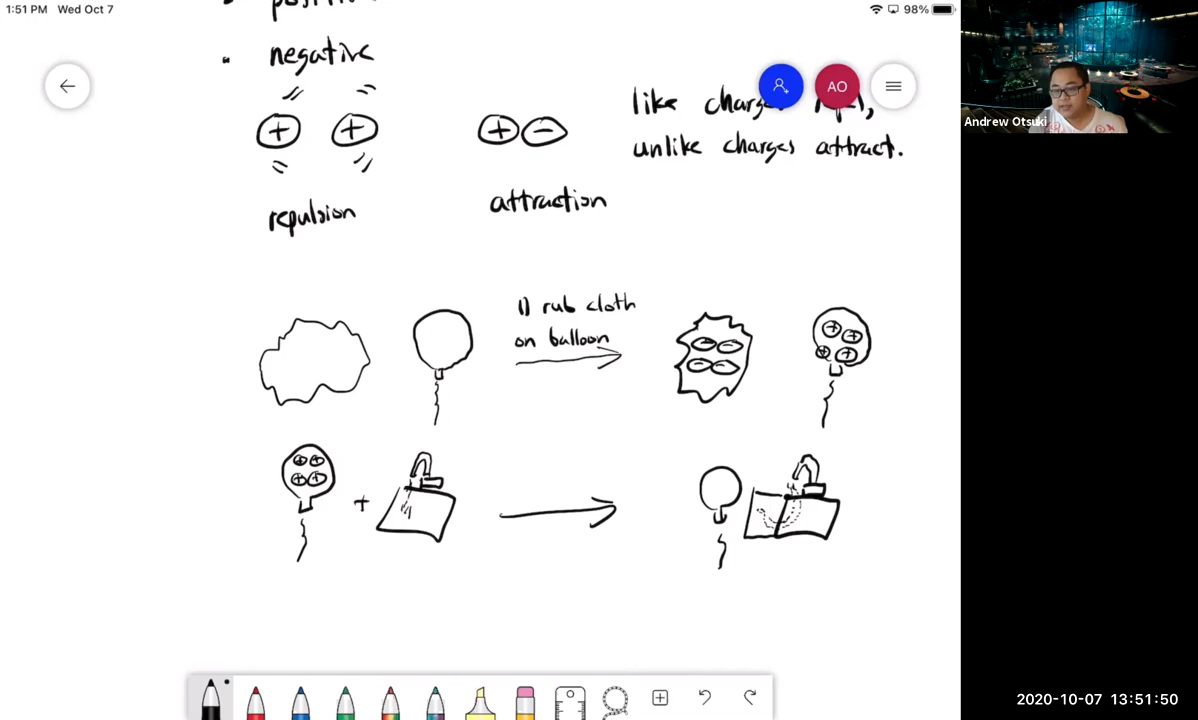 1:51 PM Wed Oct 7
98%
negative
+ +
+ −
like
unlike charges attract.
repulsion
attraction
AO
Andrew Otsuki
1) rub cloth
on balloon
− −
− −
+ +
+ +
+ +
+ +
+
2020-10-07 13:51:50